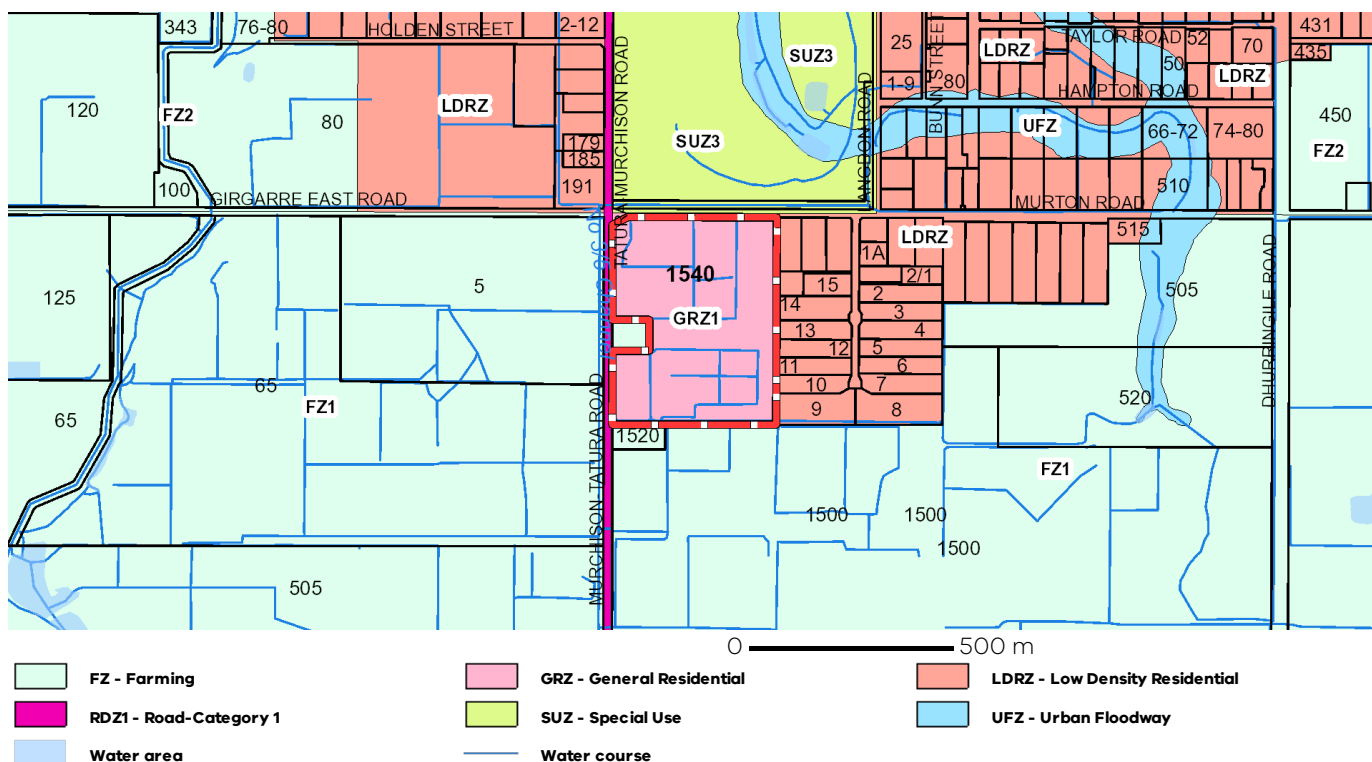 343
76-80
HOLDEN STREET
2-12
25
LDRZ
TAYLOR ROAD
52
70
431
435
SUZ3
50
LDRZ
1-9
80
HAMPTON ROAD
120
FZ2
80
LDRZ
TATURA-MURCHISON ROAD
LANGDON ROAD
BUNN STREET
450
UFZ
66-72
74-80
179
185
SUZ3
FZ2
100
191
510
GIRGARRE EAST ROAD
MURTON ROAD
515
LDRZ
1A
1540
2/1
125
5
15
2
505
DHURRINGILE ROAD
14
3
GRZ1
13
4
12
5
11
6
65
10
7
65
FZ1
9
8
520
MURCHISON-TATURA ROAD
1520
FZ1
1500
1500
1500
505
0 500 m
FZ - Farming
GRZ - General Residential
LDRZ - Low Density Residential
RDZ1 - Road-Category 1
SUZ - Special Use
UFZ - Urban Floodway
Water area
Water course